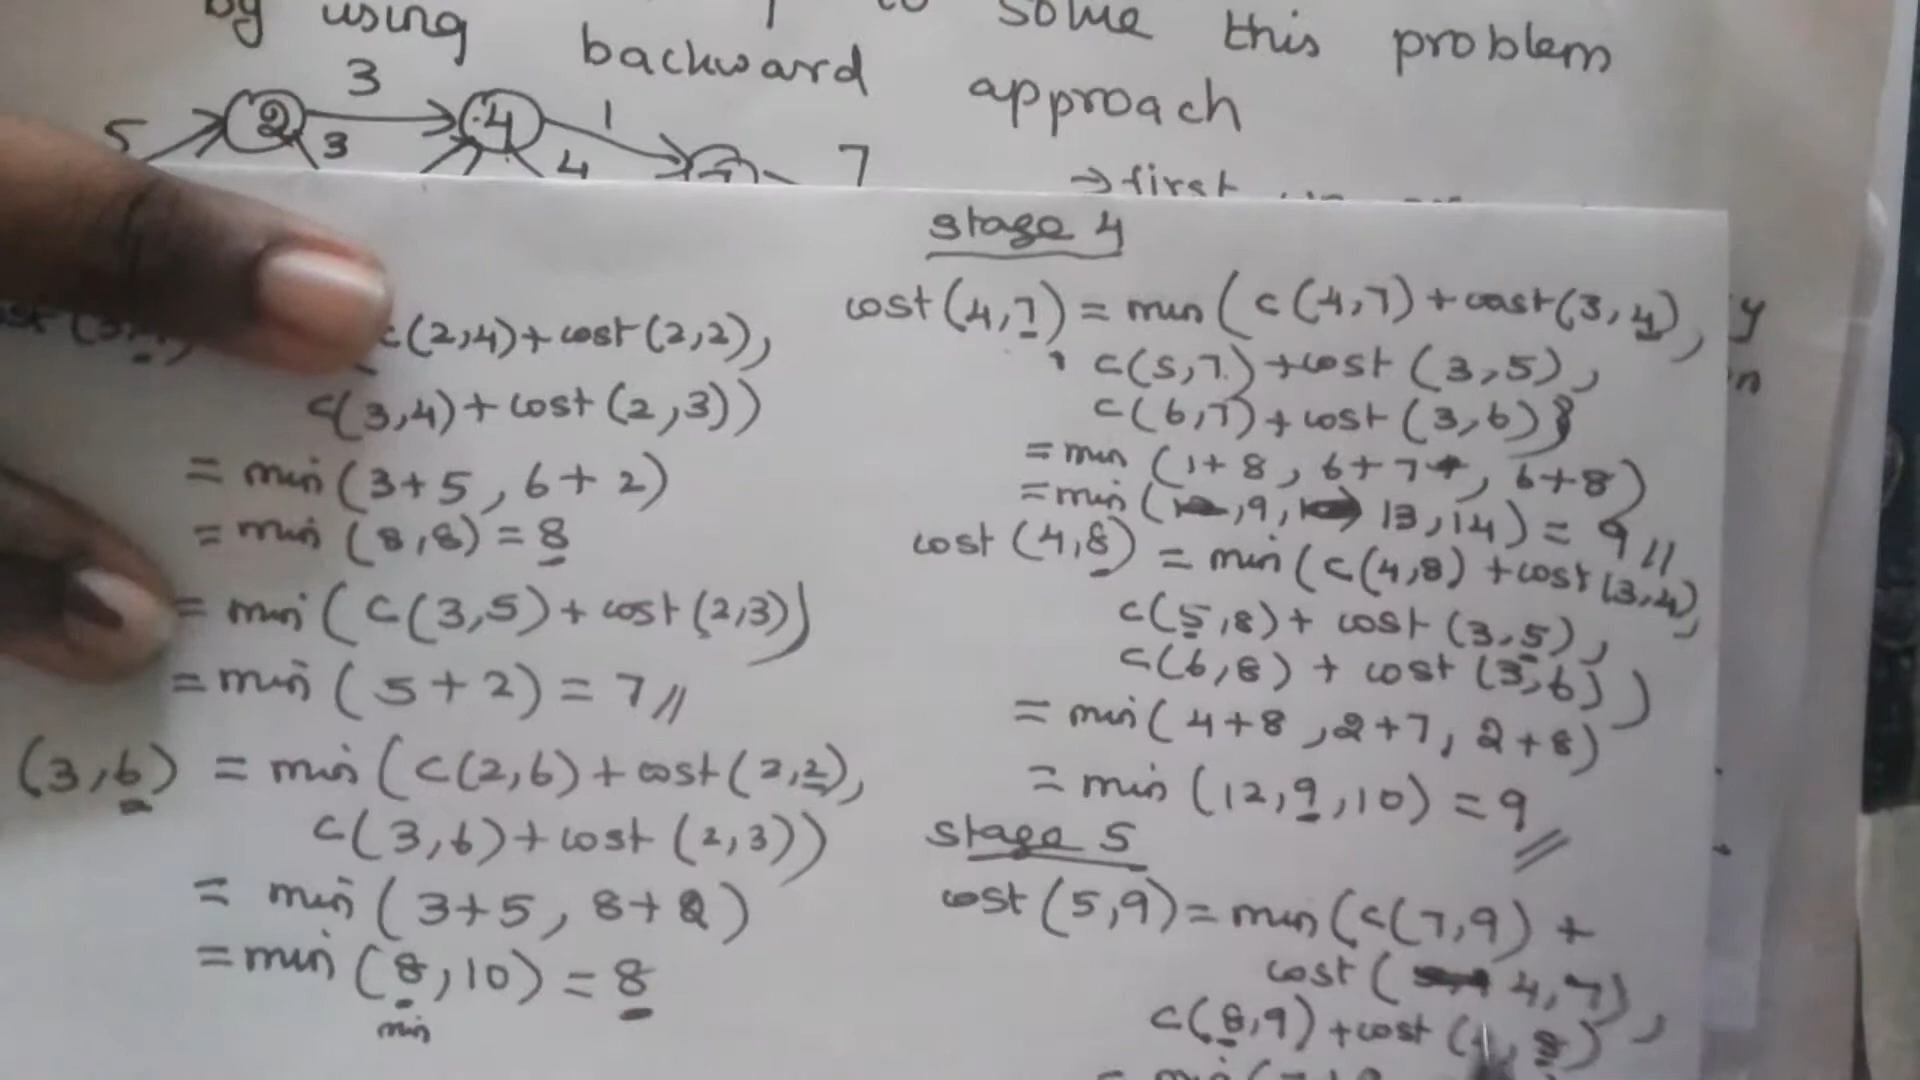 by using
to solve this problem
backward approach
5 2 3 4 1
3 4 7
→ first
c(2,4)+cost(2,2),
c(3,4)+cost(2,3))
= min(3+5, 6+2)
= min (8,8) = 8
= min (c(3,5)+cost(2,3))
= min (5+2) = 7//
(3,6) = min (c(2,6)+cost(2,2),
c(3,6)+cost(2,3))
= min (3+5, 8+2)
= min (8,10) = 8
min
stage 4
cost(4,7) = min (c(4,7)+cost(3,4),
c(5,7)+cost(3,5),
c(6,7)+cost(3,6)}
= min (1+8, 6+7, 6+8)
= min (9, 13, 14) = 9//
cost(4,8) = min (c(4,8)+cost(3,4),
c(5,8)+cost(3,5),
c(6,8)+cost(3,6))
= min (4+8, 2+7, 2+8)
= min (12,9,10) = 9
stage 5
cost(5,9) = min (c(7,9)+
cost(4,7),
c(8,9)+cost
y
n